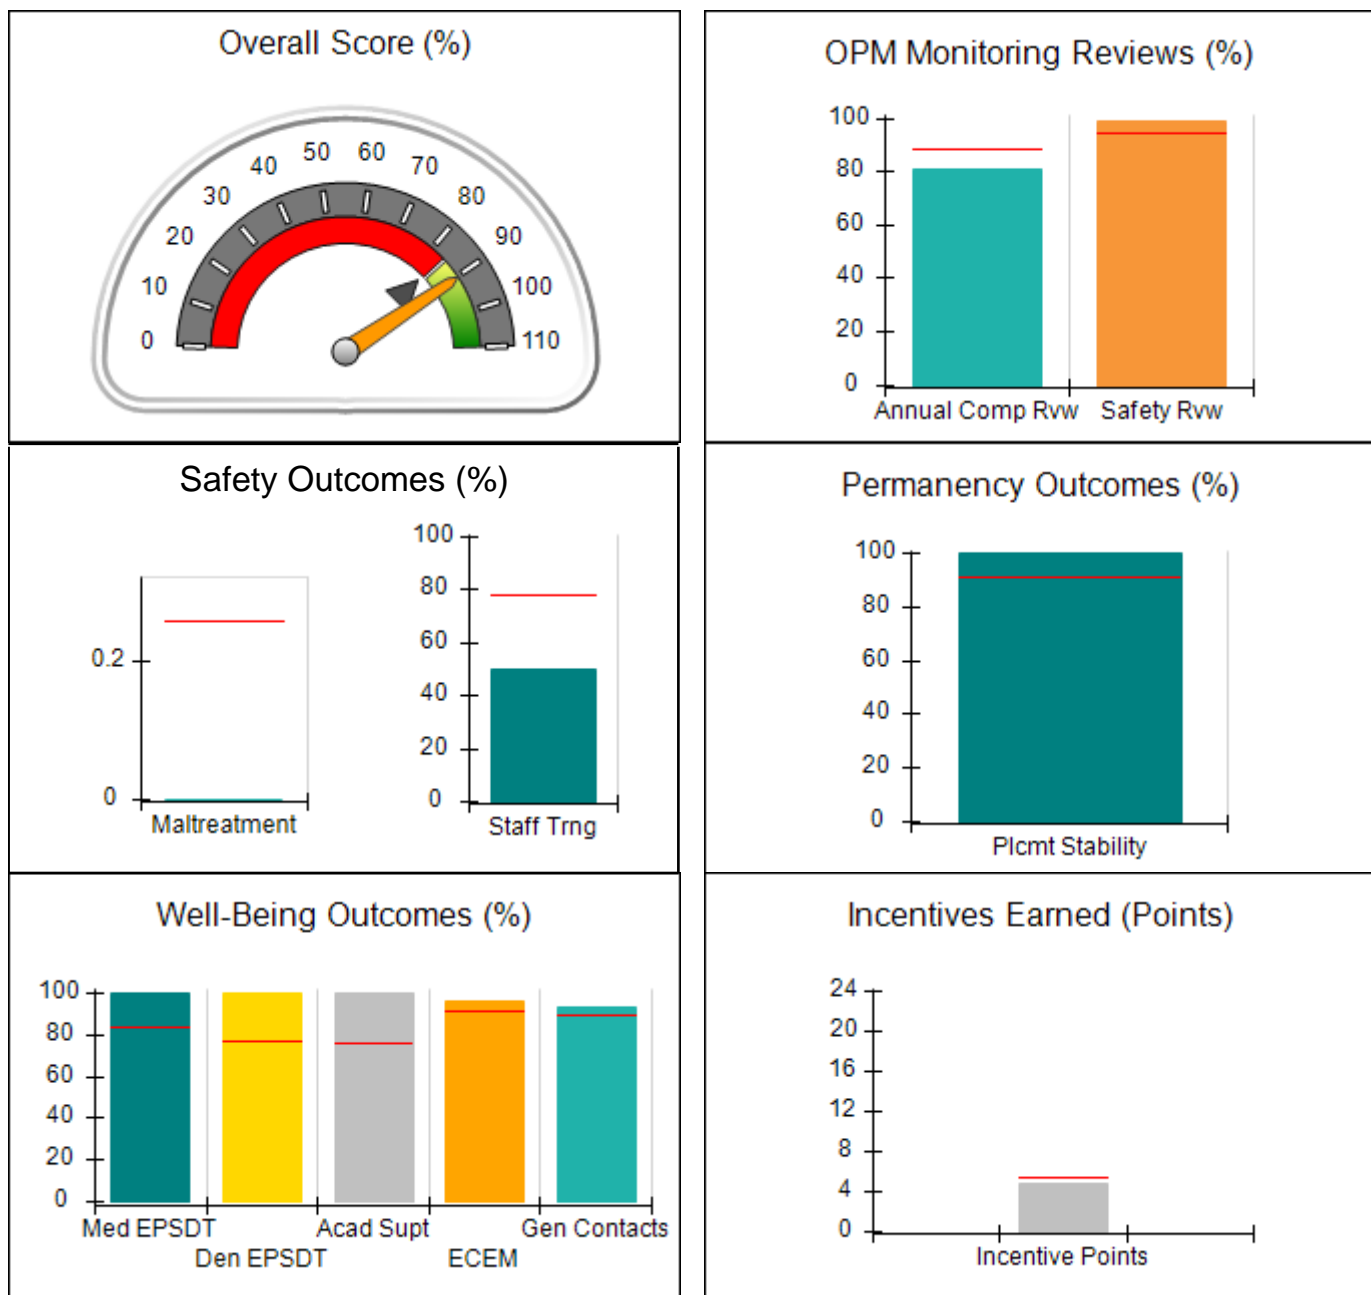 Overall Score (%)
0
10
20
30
40
50
60
70
80
90
100
110
OPM Monitoring Reviews (%)
100
80
60
40
20
0
Annual Comp Rvw
Safety Rvw
Safety Outcomes (%)
0.2
0
Maltreatment
100
80
60
40
20
0
Staff Trng
Permanency Outcomes (%)
100
80
60
40
20
0
Plcmt Stability
Well-Being Outcomes (%)
100
80
60
40
20
0
Med EPSDT
Den EPSDT
Acad Supt
ECEM
Gen Contacts
Incentives Earned (Points)
24
20
16
12
8
4
0
Incentive Points